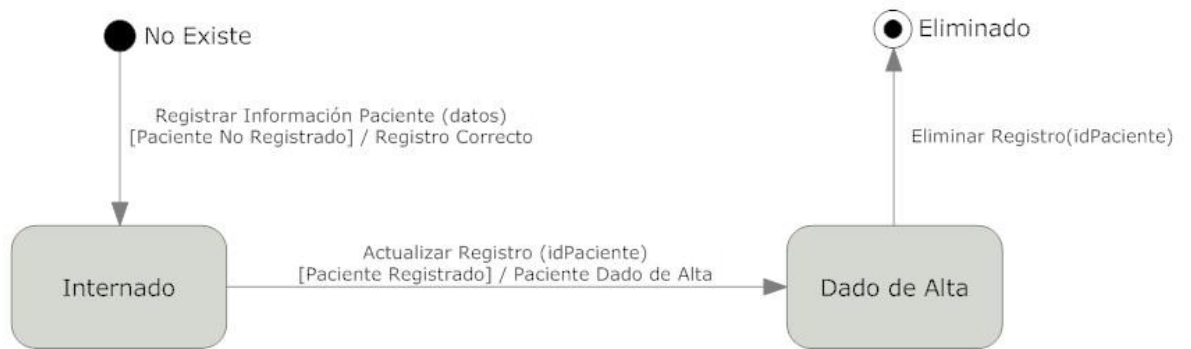 No Existe
Eliminado
Registrar Información Paciente (datos)
[Paciente No Registrado] / Registro Correcto
Eliminar Registro(idPaciente)
Actualizar Registro (idPaciente)
[Paciente Registrado] / Paciente Dado de Alta
Internado
Dado de Alta